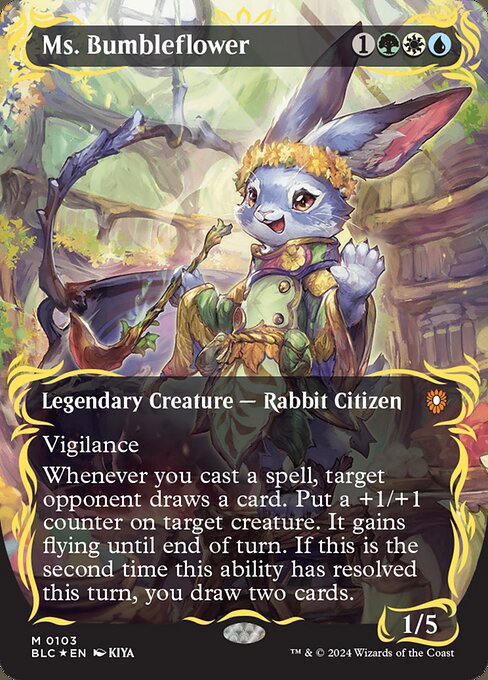 Ms. Bumbleflower 1
Legendary Creature — Rabbit Citizen
Vigilance
Whenever you cast a spell, target
opponent draws a card. Put a +1/+1
counter on target creature. It gains
flying until end of turn. If this is the
second time this ability has resolved
this turn, you draw two cards.
1/5
M 0103
BLC★EN KIYA
™ & © 2024 Wizards of the Coast